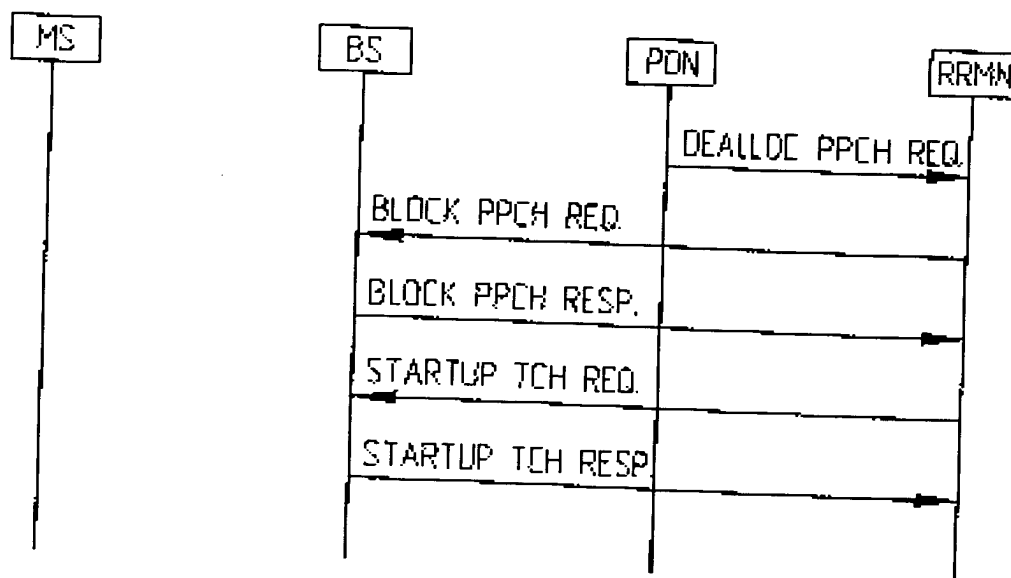 MS
BS
PDN
RRMN
DEALLOC PPCH REQ.
BLOCK PPCH REQ.
BLOCK PPCH RESP.
STARTUP TCH REQ.
STARTUP TCH RESP.